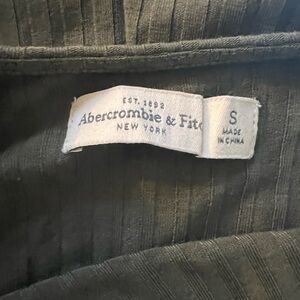 EST. 1892
Abercrombie & Fitc
NEW YORK
S
MADE
IN CHINA